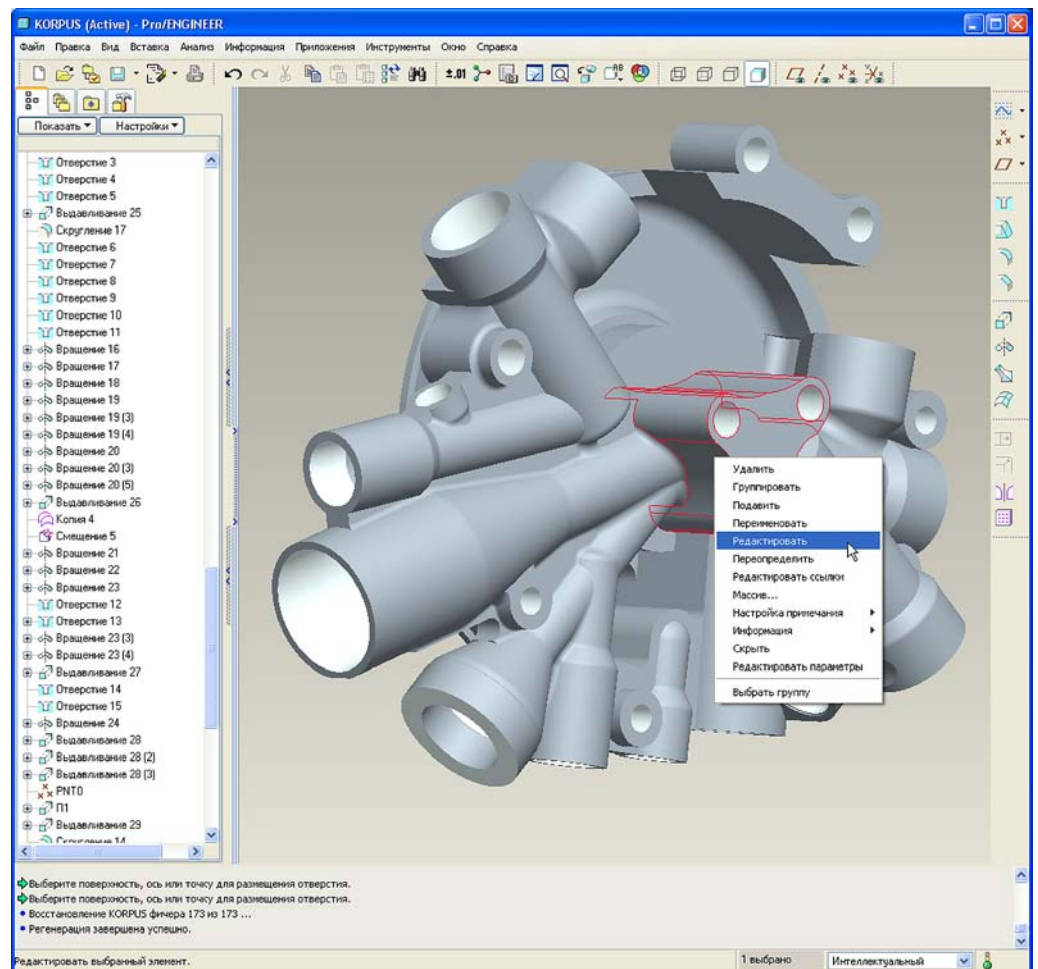 KORPUS (Active) - Pro/ENGINEER
Файл Правка Вид Вставка Анализ Информация Приложения Инструменты Окно Справка
Показать Настройки
Отверстие 3
Отверстие 4
Отверстие 5
Выдавливание 25
Скругление 17
Отверстие 6
Отверстие 7
Отверстие 8
Отверстие 9
Отверстие 10
Отверстие 11
Вращение 16
Вращение 17
Вращение 18
Вращение 19
Вращение 19 (3)
Вращение 19 (4)
Вращение 20
Вращение 20 (3)
Вращение 20 (5)
Выдавливание 26
Копия 4
Смещение 5
Вращение 21
Вращение 22
Вращение 23
Отверстие 12
Отверстие 13
Вращение 23 (3)
Вращение 23 (4)
Выдавливание 27
Отверстие 14
Отверстие 15
Вращение 24
Выдавливание 28
Выдавливание 28 (2)
Выдавливание 28 (3)
PNT0
П1
Выдавливание 29
Скругление 14
Удалить
Группировать
Подавить
Переименовать
Редактировать
Переопределить
Редактировать ссылки
Массив...
Настройка примечания
Информация
Скрыть
Редактировать параметры
Выбрать группу
Выберите поверхность, ось или точку для размещения отверстия.
Выберите поверхность, ось или точку для размещения отверстия.
Восстановление KORPUS фичера 173 из 173 ...
Регенерация завершена успешно.
Редактировать выбранный элемент.
1 выбрано
Интеллектуальный